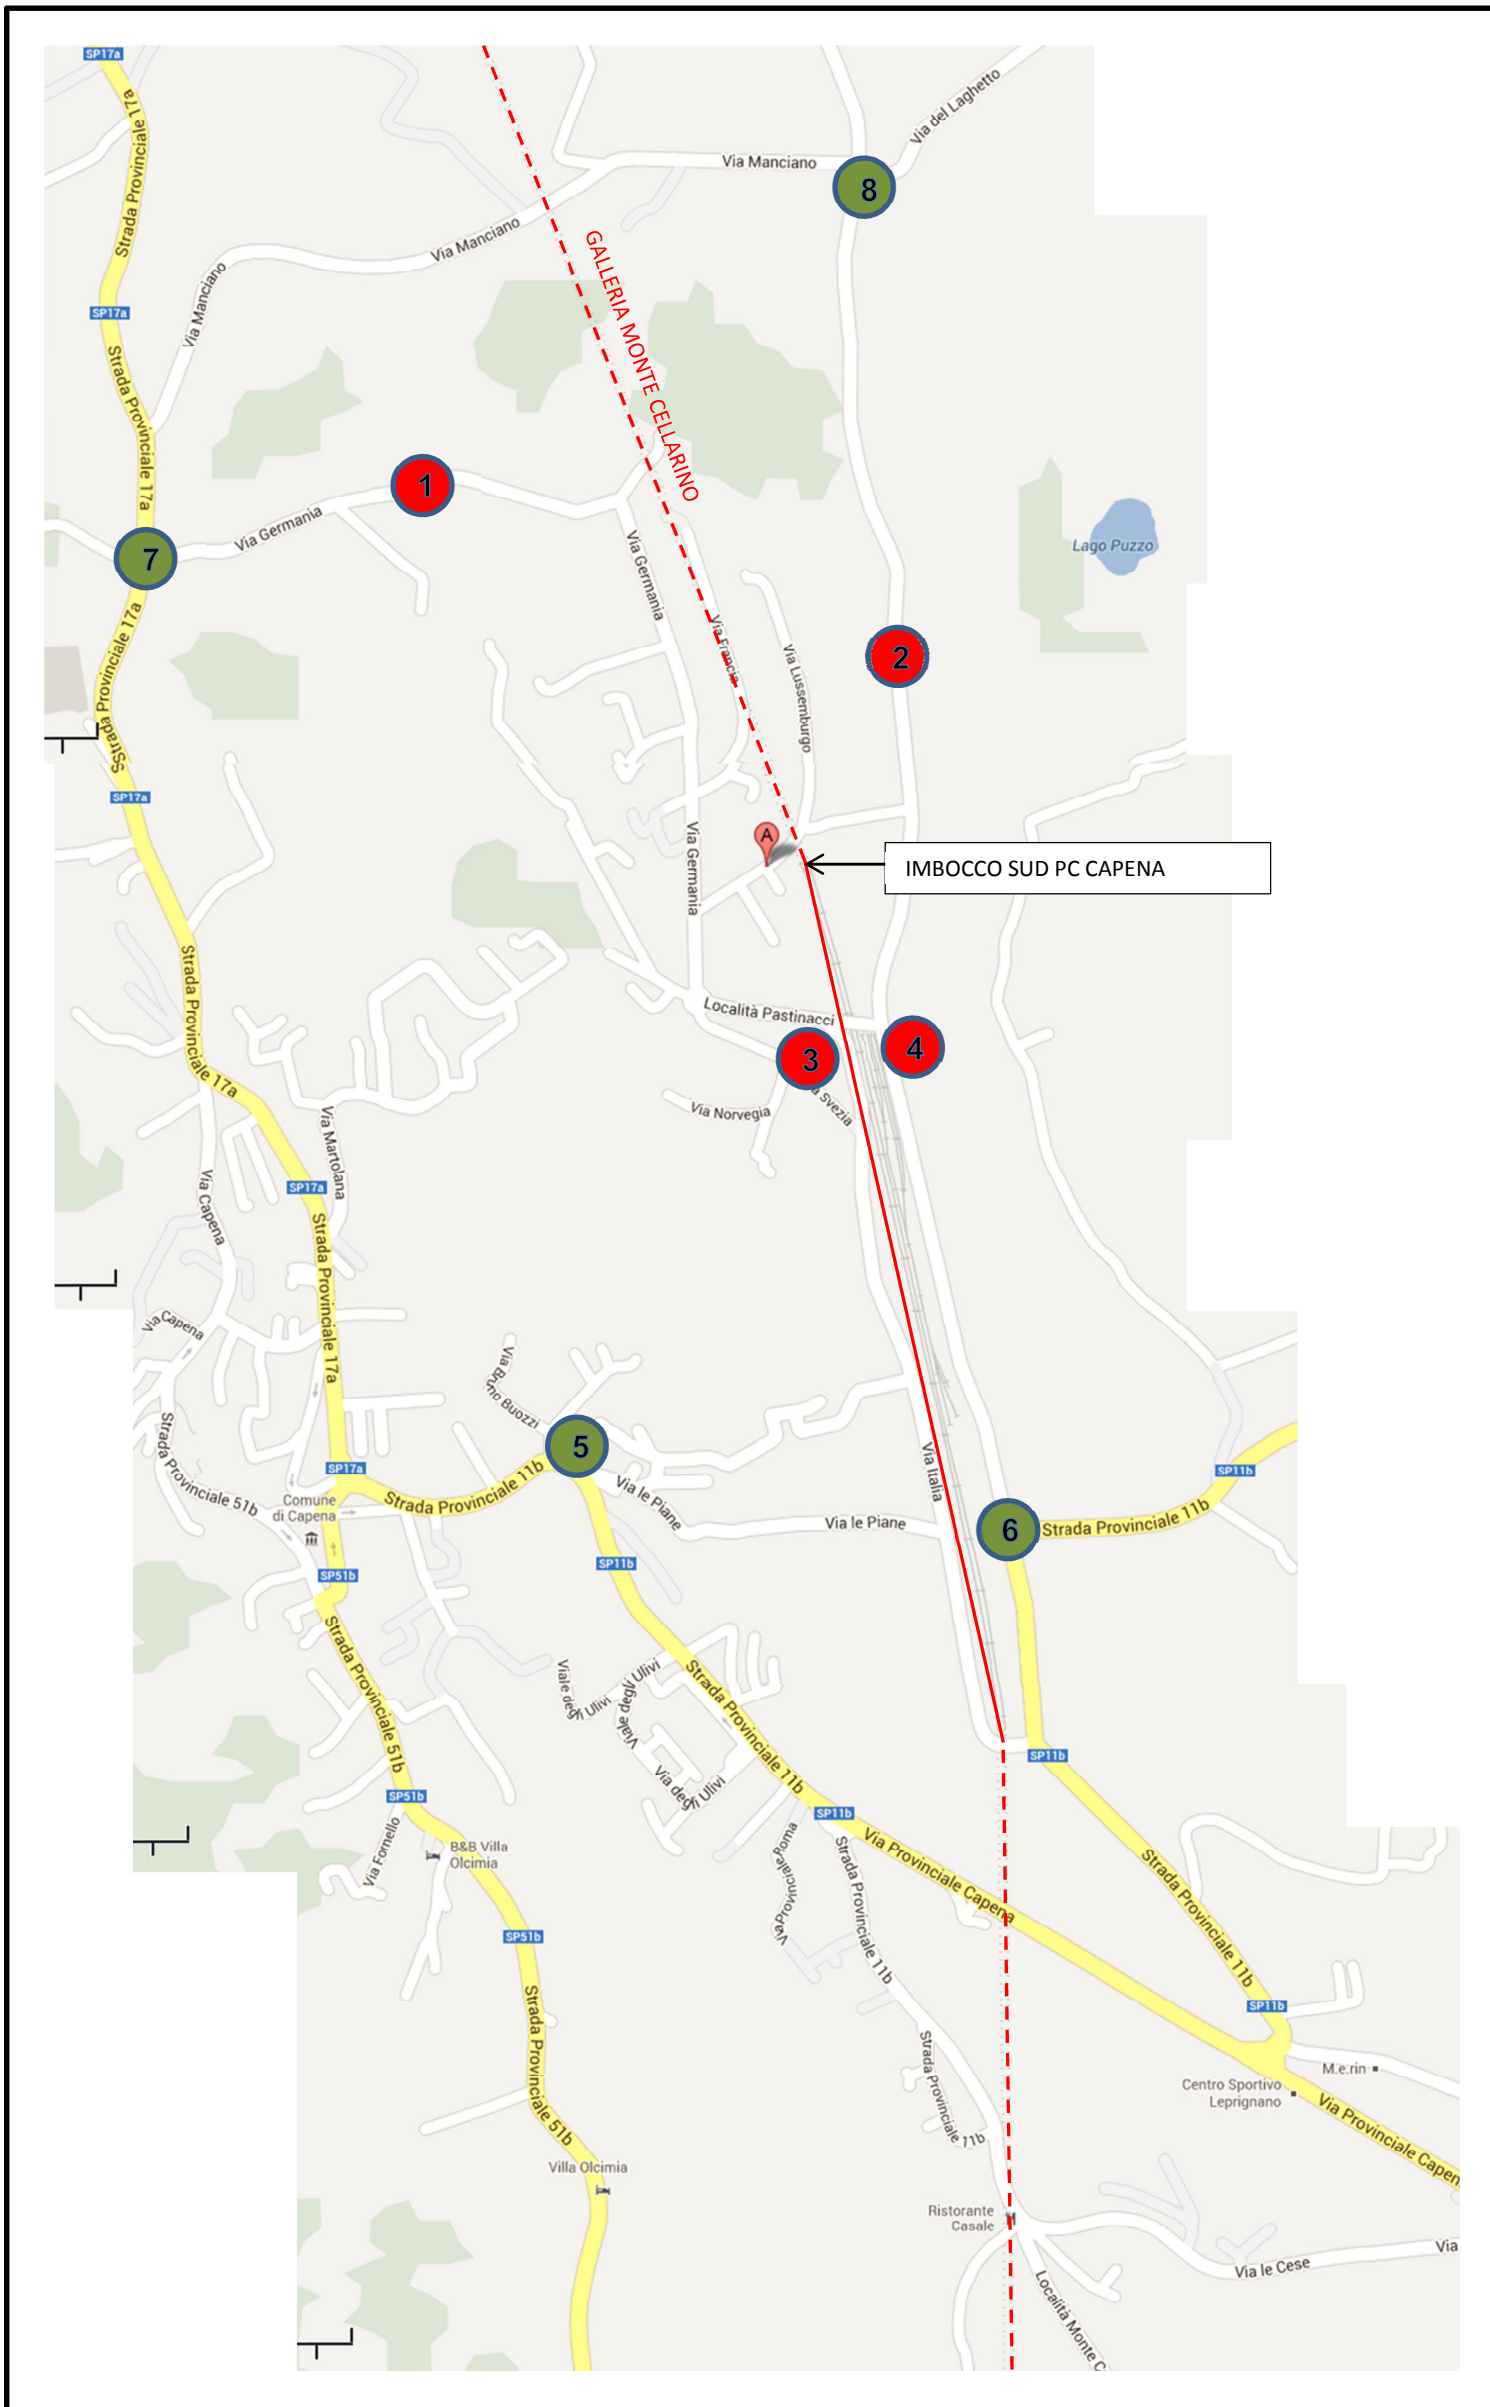 SP17a
Strada Provinciale 17a
Via del Laghetto
Via Manciano
8
Via Manciano
GALLERIA MONTE CELLARINO
Via Manciano
SP17a
Strada Provinciale 17a
1
Via Germania
7
Via Germania
Lago Puzzo
Strada Provinciale 17a
Via Francia
Via Lussemburgo
2
SP17a
A
Via Germania
IMBOCCO SUD PC CAPENA
Strada Provinciale 17a
Località Pastinacci
3
4
Via Norvegia
Svezia
Via Martolana
SP17a
Via Capena
Strada Provinciale 17a
Via Capena
Via Bruno Buozzi
5
Strada Provinciale 51b
SP17a
Strada Provinciale 11b
Via le Piane
Via Italia
SP11b
Comune
di Capena
Via le Piane
6
Strada Provinciale 11b
SP11b
SP51b
Strada Provinciale 51b
Viale degli Ulivi
Viale degli Ulivi
Via degli Ulivi
Strada Provinciale 11b
SP11b
SP51b
SP11b
Via Fornello
B&B Villa
Olcimia
Via Provinciale Roma
Strada Provinciale 11b
Via Provinciale Capena
Strada Provinciale 11b
SP51b
SP11b
Strada Provinciale 51b
Strada Provinciale 11b
M.e.rin
Centro Sportivo
Leprignano
Via Provinciale Capen
Villa Olcimia
Ristorante
Casale
Via le Cese
Via
Località Monte C